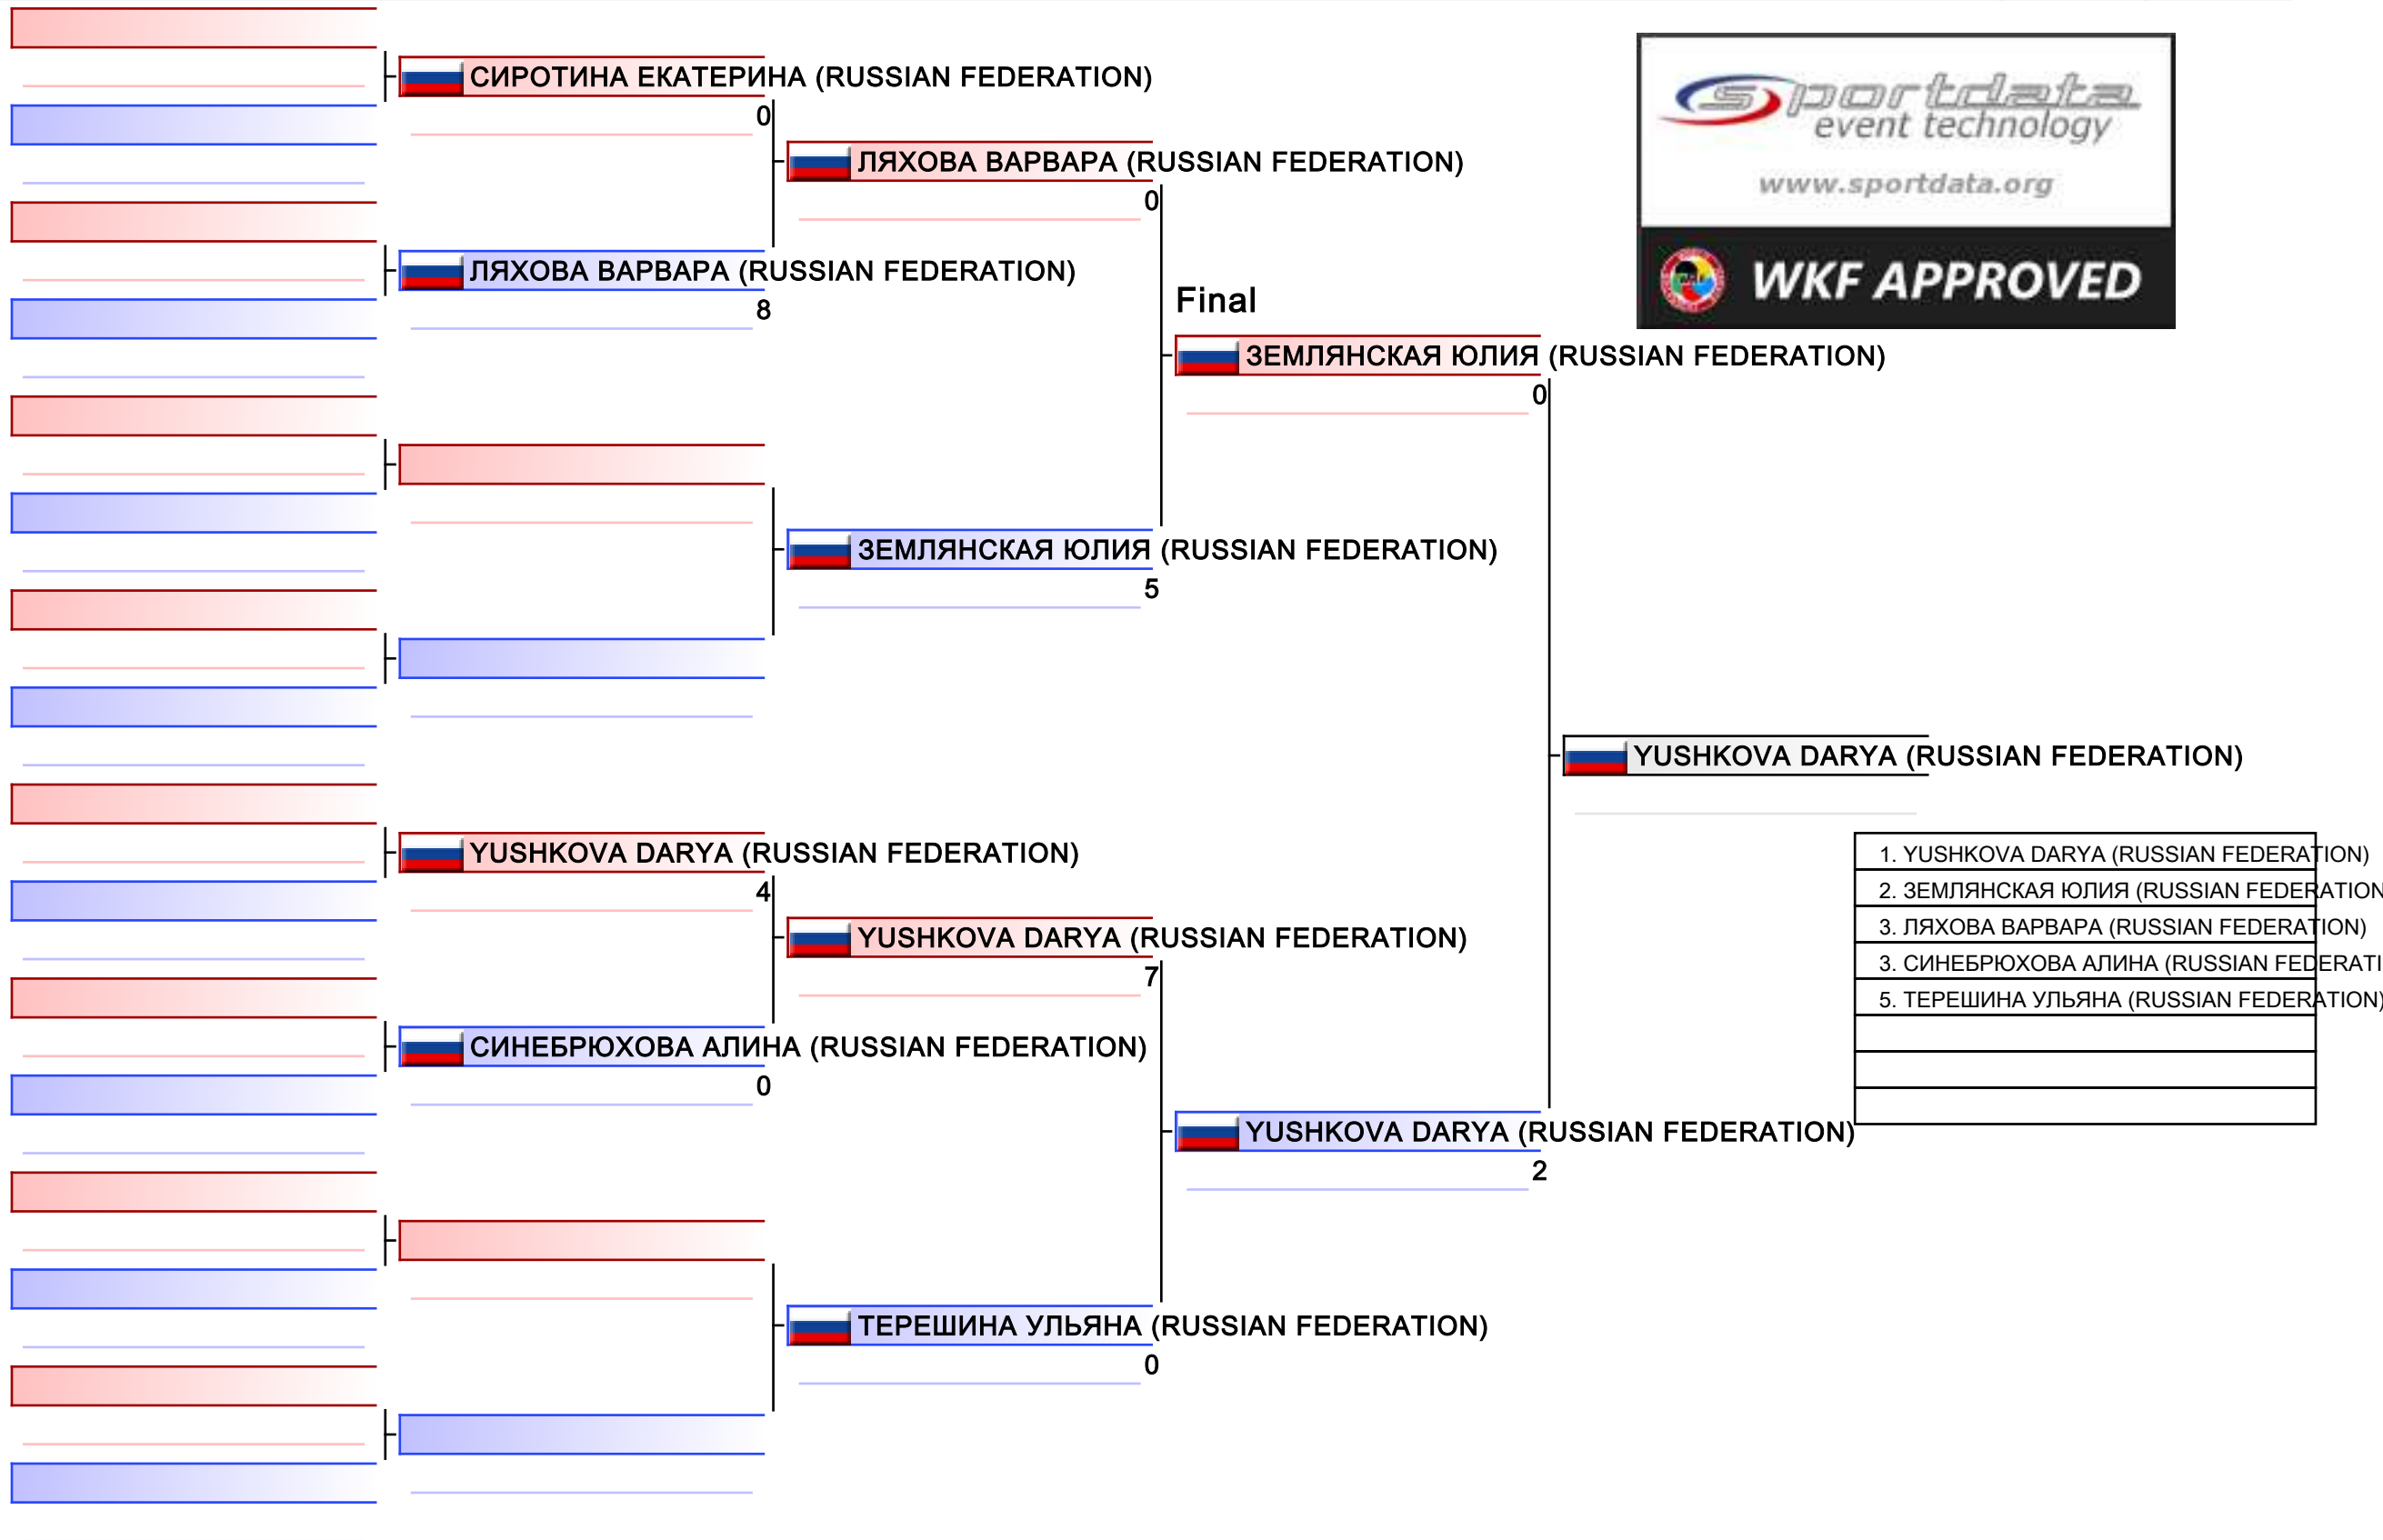 СИРОТИНА ЕКАТЕРИНА (RUSSIAN FEDERATION)
0
ЛЯХОВА ВАРВАРА (RUSSIAN FEDERATION)
0
ЛЯХОВА ВАРВАРА (RUSSIAN FEDERATION)
8
sportdata
event technology
www.sportdata.org
WKF APPROVED
Final
ЗЕМЛЯНСКАЯ ЮЛИЯ (RUSSIAN FEDERATION)
0
ЗЕМЛЯНСКАЯ ЮЛИЯ (RUSSIAN FEDERATION)
5
YUSHKOVA DARYA (RUSSIAN FEDERATION)
YUSHKOVA DARYA (RUSSIAN FEDERATION)
4
YUSHKOVA DARYA (RUSSIAN FEDERATION)
7
СИНЕБРЮХОВА АЛИНА (RUSSIAN FEDERATION)
0
YUSHKOVA DARYA (RUSSIAN FEDERATION)
2
ТЕРЕШИНА УЛЬЯНА (RUSSIAN FEDERATION)
0
1. YUSHKOVA DARYA (RUSSIAN FEDERATION)
2. ЗЕМЛЯНСКАЯ ЮЛИЯ (RUSSIAN FEDERATION
3. ЛЯХОВА ВАРВАРА (RUSSIAN FEDERATION)
3. СИНЕБРЮХОВА АЛИНА (RUSSIAN FEDERATI
5. ТЕРЕШИНА УЛЬЯНА (RUSSIAN FEDERATION)